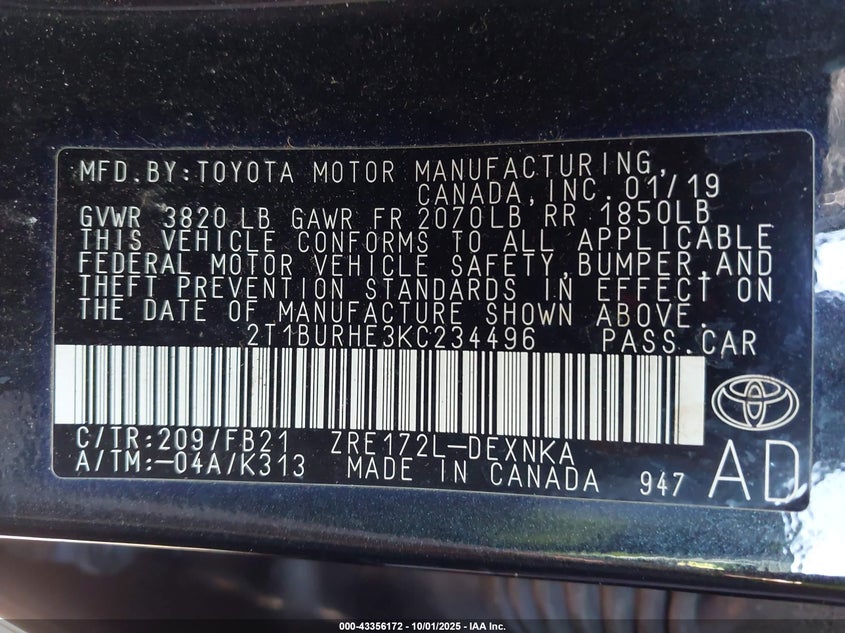 MFD.BY:TOYOTA MOTOR MANUFACTURING,
CANADA,INC.01/19
GVWR 3820 LB GAWR FR 2070LB RR 1850LB
THIS VEHICLE CONFORMS TO ALL APPLICABLE
FEDERAL MOTOR VEHICLE SAFETY,BUMPER,AND
THEFT PREVENTION STANDARDS IN EFFECT ON
THE DATE OF MANUFACTURE SHOWN ABOVE.
2T1BURHE3KC234496 PASS.CAR
C/TR:209/FB21 ZRE172L-DEXNKA
A/TM:-04A/K313 MADE IN CANADA 947 AD
000-43356172 - 10/01/2025 - IAA Inc.